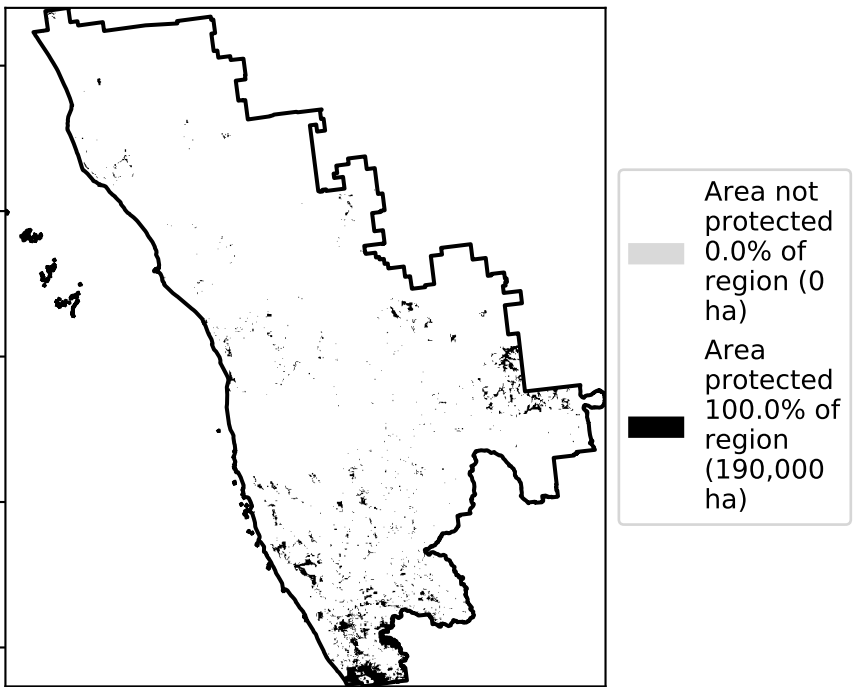 Area not
protected
0.0% of
region (0
ha)
Area
protected
100.0% of
region
(190,000
ha)